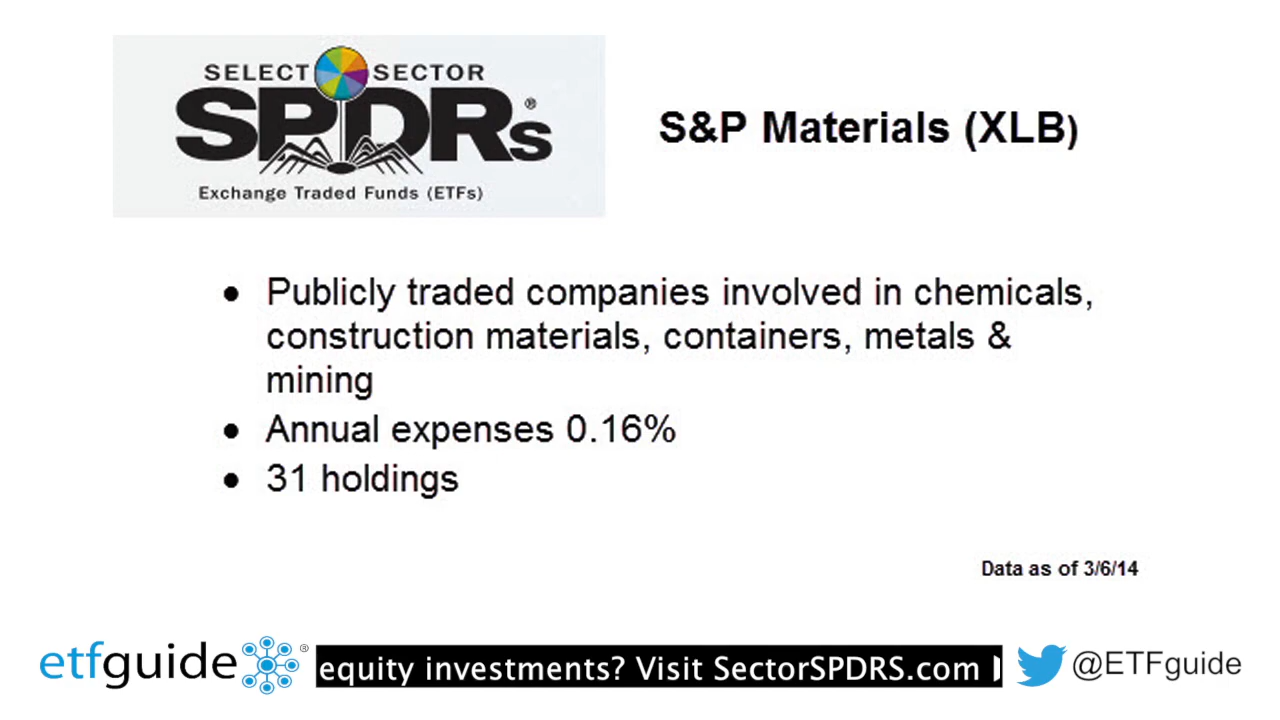 SELECT SECTOR
SPDRs®
Exchange Traded Funds (ETFs)
S&P Materials (XLB)
● Publicly traded companies involved in chemicals,
construction materials, containers, metals &
mining
● Annual expenses 0.16%
● 31 holdings
Data as of 3/6/14
etfguide®
equity investments? Visit SectorSPDRS.com
@ETFguide